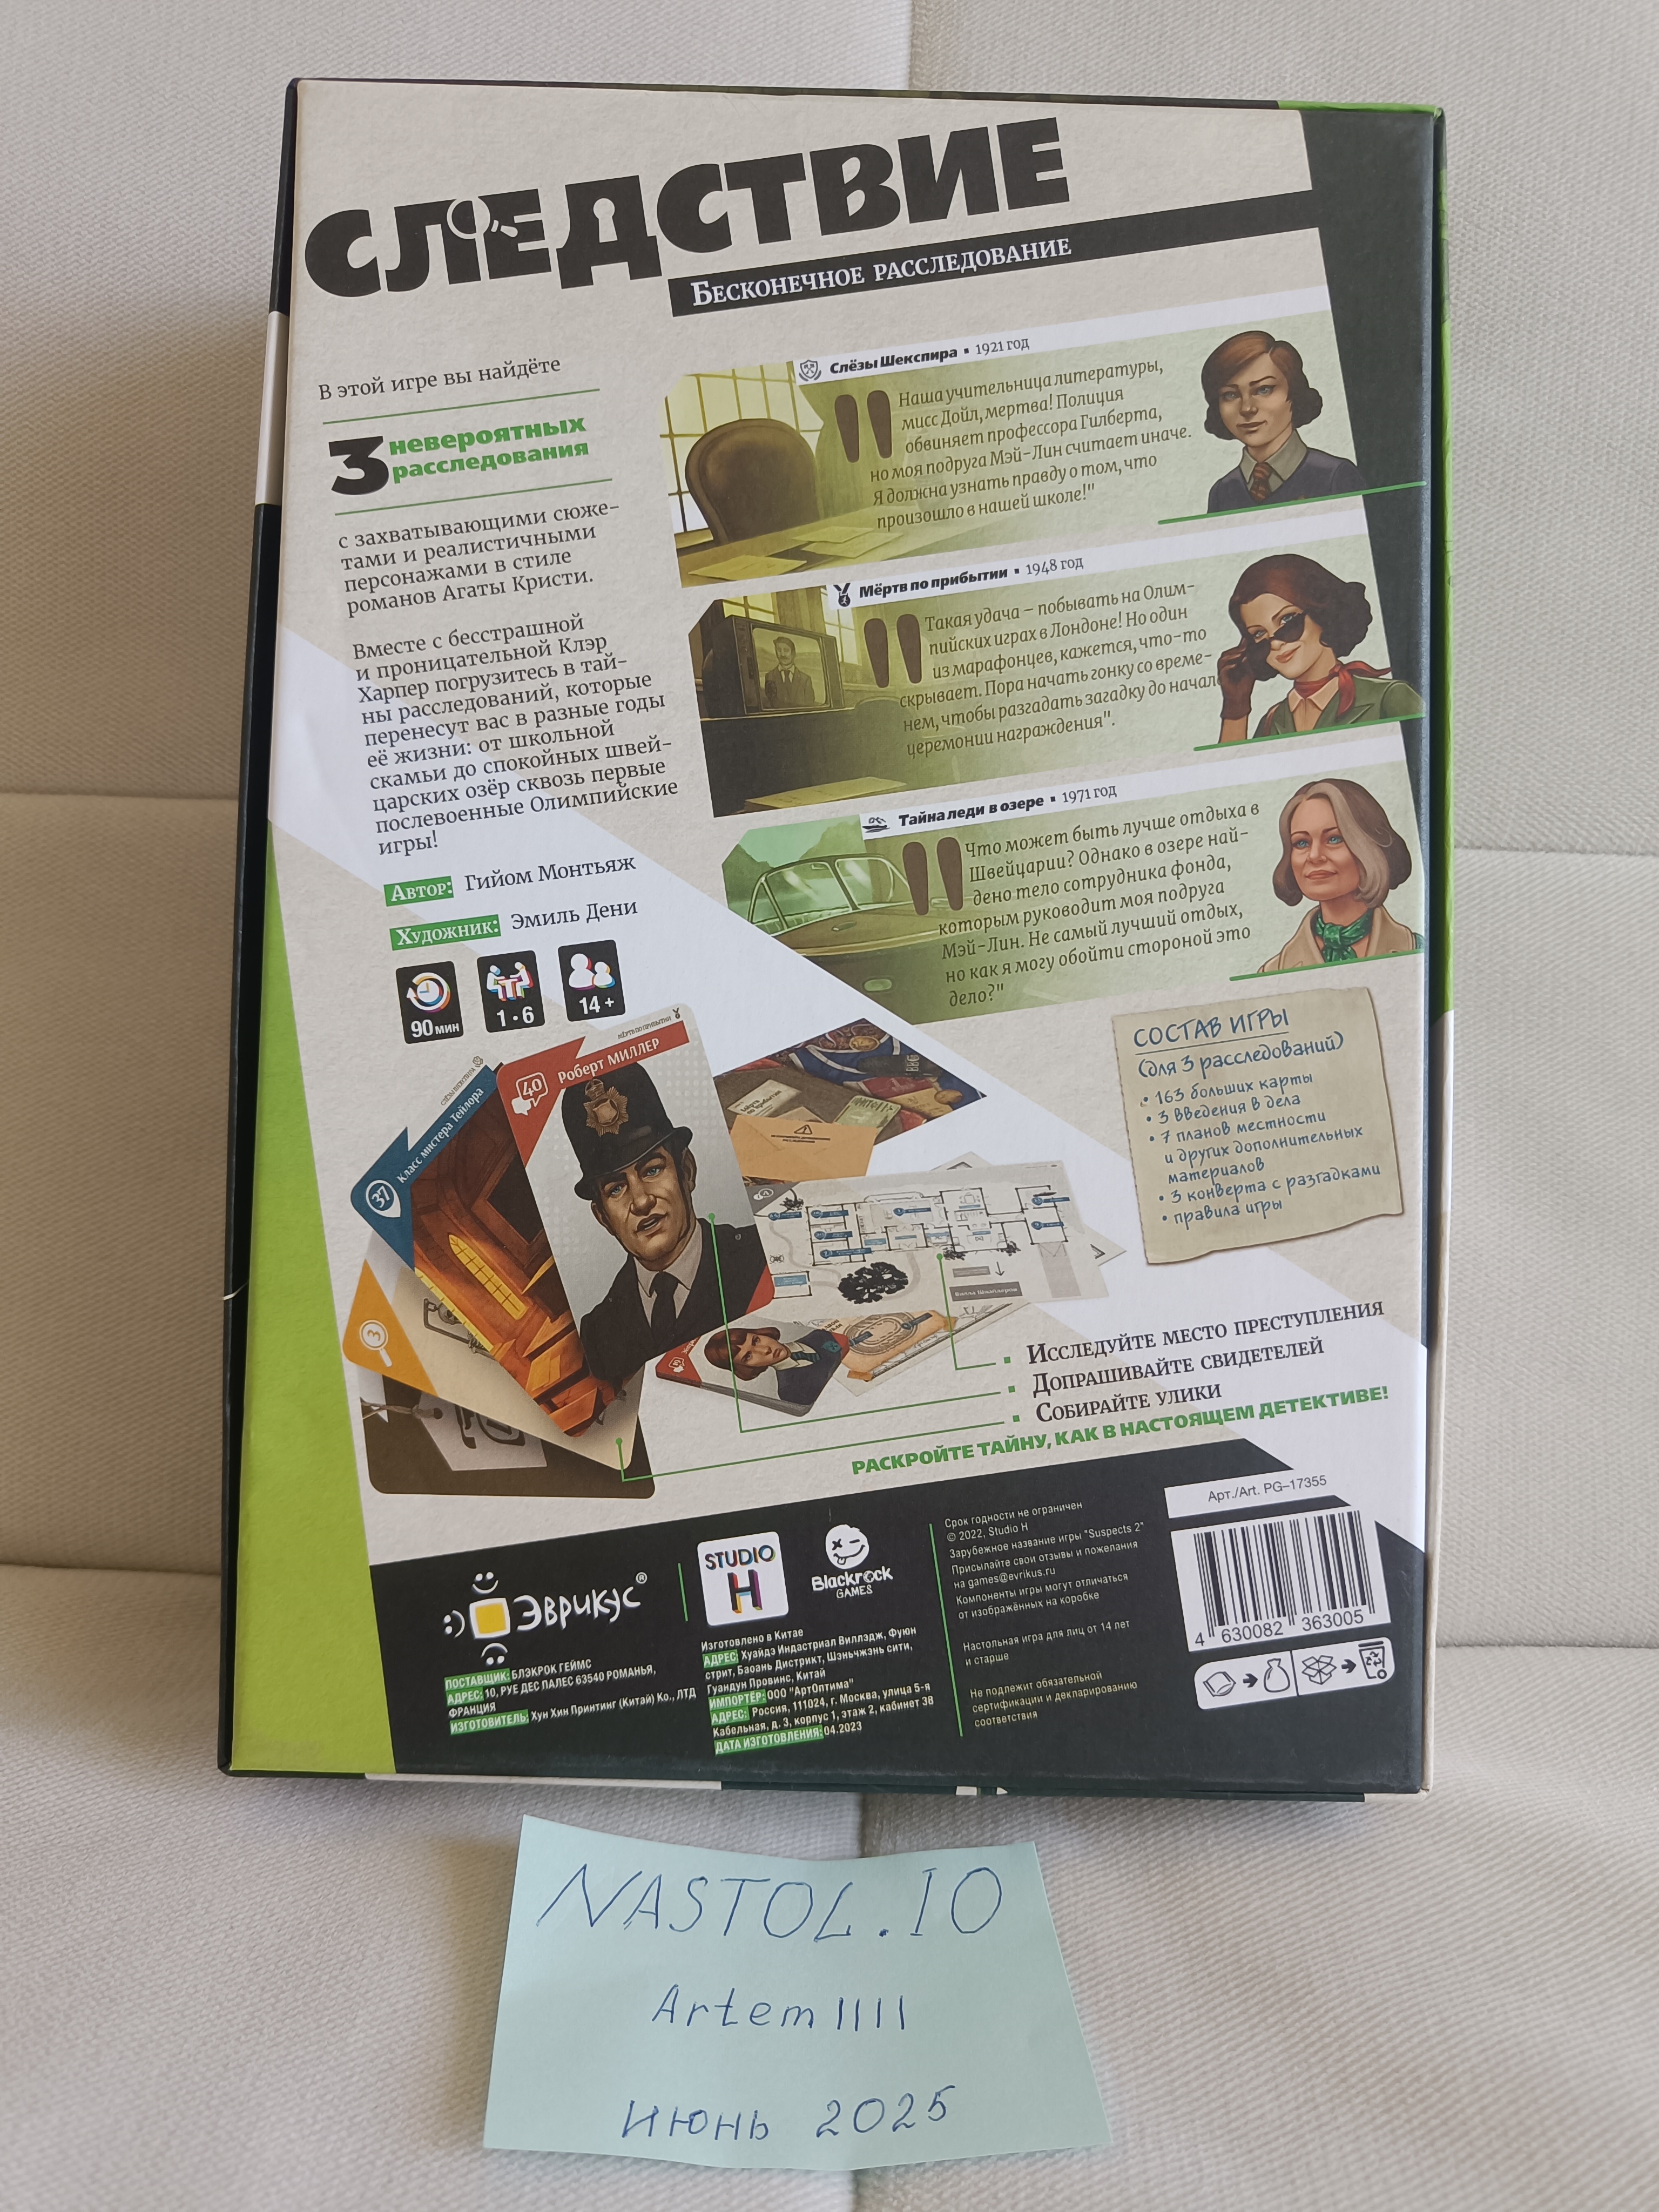 СЛЕДСТВИЕ
БЕСКОНЕЧНОЕ РАССЛЕДОВАНИЕ
В этой игре вы найдёте
3 невероятных
расследования
с захватывающими сюже-
тами и реалистичными
персонажами в стиле
романов Агаты Кристи.
Вместе с бесстрашной
и проницательной Клэр
Харпер погрузитесь в тай-
ны расследований, которые
перенесут вас в разные годы
её жизни: от школьной
скамьи до спокойных швей-
царских озёр сквозь первые
послевоенные Олимпийские
игры!
АВТОР: Гийом Монтьяж
ХУДОЖНИК: Эмиль Дени
90 мин
1 • 6
14 +
Слёзы Шекспира ▪ 1921 год
" Наша учительница литературы,
мисс Дойл, мертва! Полиция
обвиняет профессора Гилберта,
но моя подруга Мэй-Лин считает иначе.
Я должна узнать правду о том, что
произошло в нашей школе!"
Мёртв по прибытии ▪ 1948 год
" Такая удача – побывать на Олим-
пийских играх в Лондоне! Но один
из марафонцев, кажется, что-то
скрывает. Пора начать гонку со време-
нем, чтобы разгадать загадку до начал
церемонии награждения".
Тайна леди в озере ▪ 1971 год
" Что может быть лучше отдыха в
Швейцарии? Однако в озере най-
дено тело сотрудника фонда,
которым руководит моя подруга
Мэй-Лин. Не самый лучший отдых,
но как я могу обойти стороной это
дело?"
СОСТАВ ИГРЫ
(для 3 расследований)
• 163 больших карты
• 3 введения в дела
• 7 планов местности
и других дополнительных
материалов
• 3 конверта с разгадками
• правила игры
МЁРТВ ПО ПРИБЫТИИ
40 Роберт МИЛЛЕР
37 Класс мистера Тейлора
3
ИССЛЕДУЙТЕ МЕСТО ПРЕСТУПЛЕНИЯ
ДОПРАШИВАЙТЕ СВИДЕТЕЛЕЙ
СОБИРАЙТЕ УЛИКИ
РАСКРОЙТЕ ТАЙНУ, КАК В НАСТОЯЩЕМ ДЕТЕКТИВЕ!
Эврикус®
ПОСТАВЩИК: БЛЭКРОК ГЕЙМС
АДРЕС: 10, РУЕ ДЕС ПАЛЕС 63540 РОМАНЬЯ,
ФРАНЦИЯ
ИЗГОТОВИТЕЛЬ: Хун Хин Принтинг (Китай) Ко., ЛТД
STUDIO
H
Blackrock
GAMES
Изготовлено в Китае
АДРЕС: Хуайдэ Индастриал Виллэдж, Фуюн
стрит, Баоань Дистрикт, Шэньчжэнь сити,
Гуандун Провинс, Китай
ИМПОРТЁР: ООО "АртОптима"
АДРЕС: Россия, 111024, г. Москва, улица 5-я
Кабельная, д. 3, корпус 1, этаж 2, кабинет 38
ДАТА ИЗГОТОВЛЕНИЯ: 04.2023
Срок годности не ограничен
© 2022, Studio H
Зарубежное название игры "Suspects 2"
Присылайте свои отзывы и пожелания
на games@evrikus.ru
Компоненты игры могут отличаться
от изображённых на коробке
Настольная игра для лиц от 14 лет
и старше
Не подлежит обязательной
сертификации и декларированию
соответствия
Арт./Art. PG–17355
4 630082 363005
NASTOL.IO
Artem1111
ИЮНЬ 2025